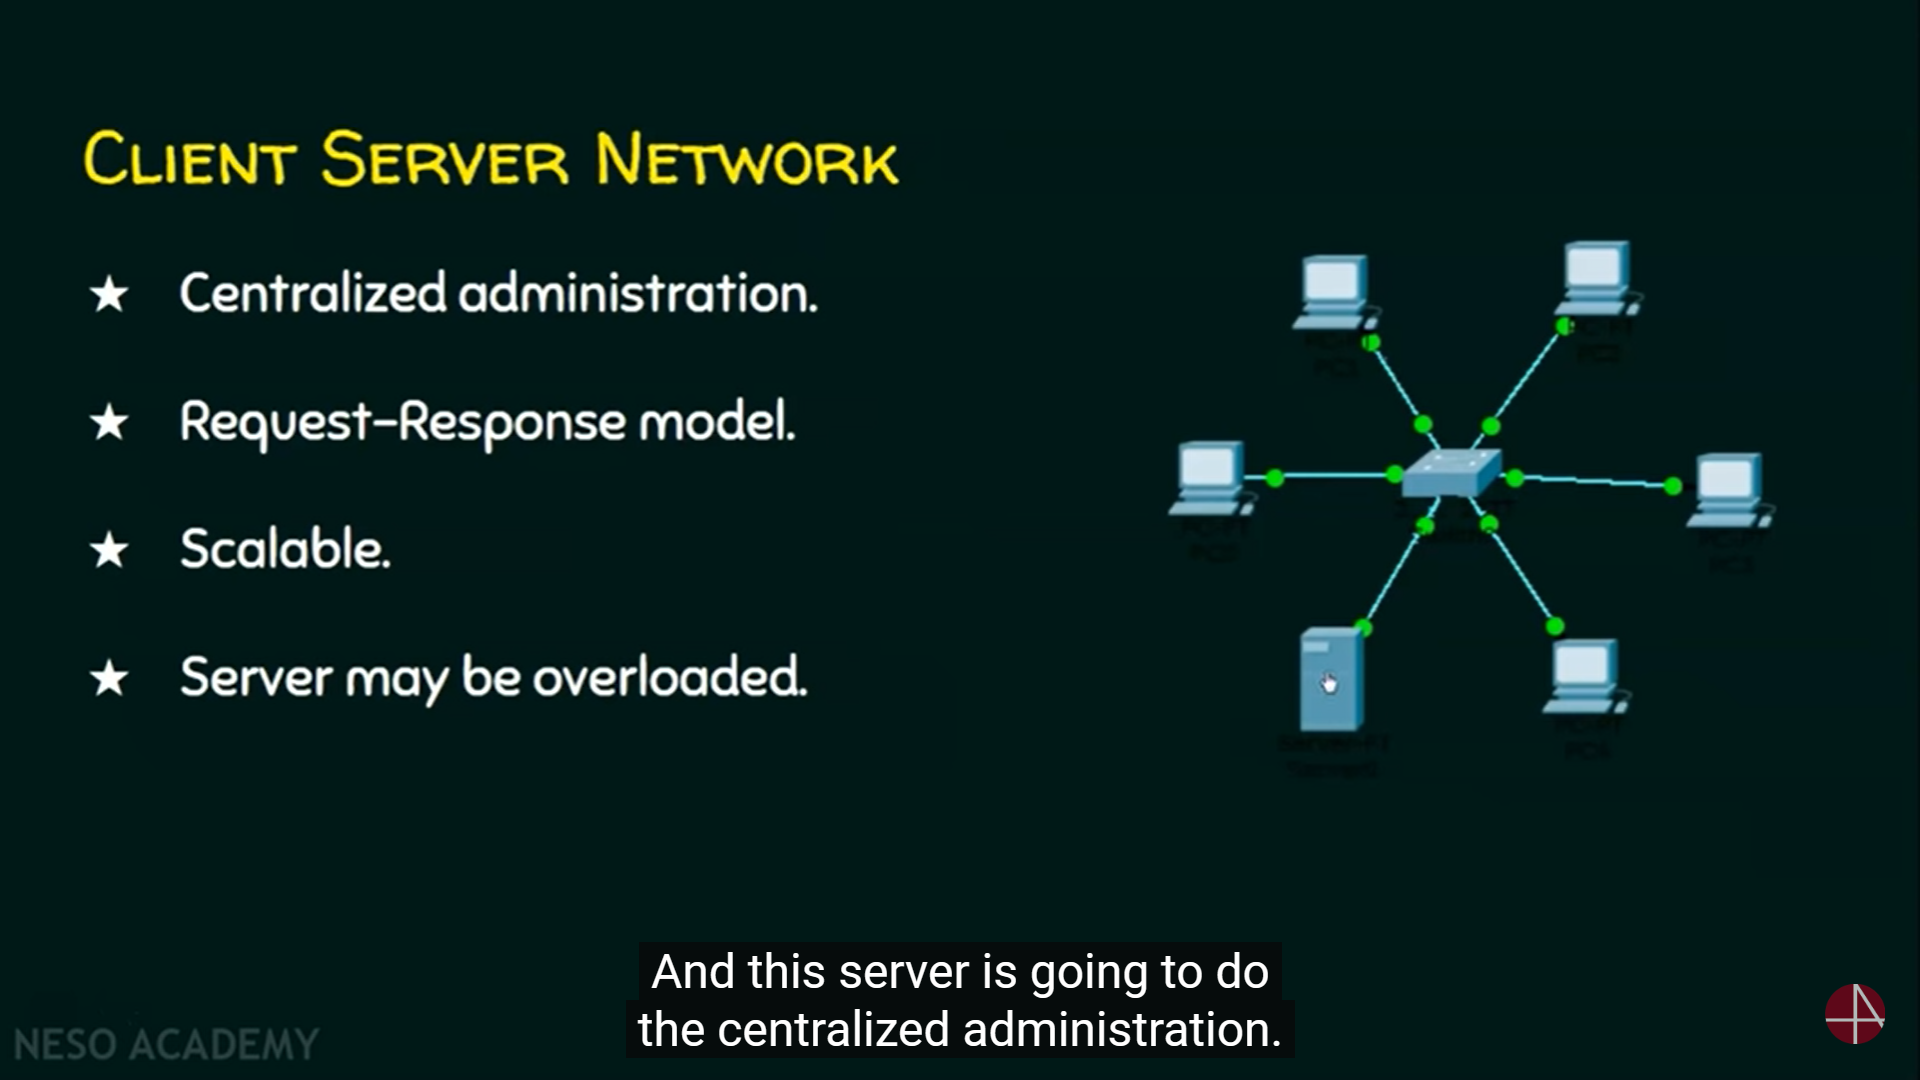 CLIENT SERVER NETWORK
★ Centralized administration.
★ Request-Response model.
★ Scalable.
★ Server may be overloaded.
And this server is going to do
the centralized administration.
NESO ACADEMY